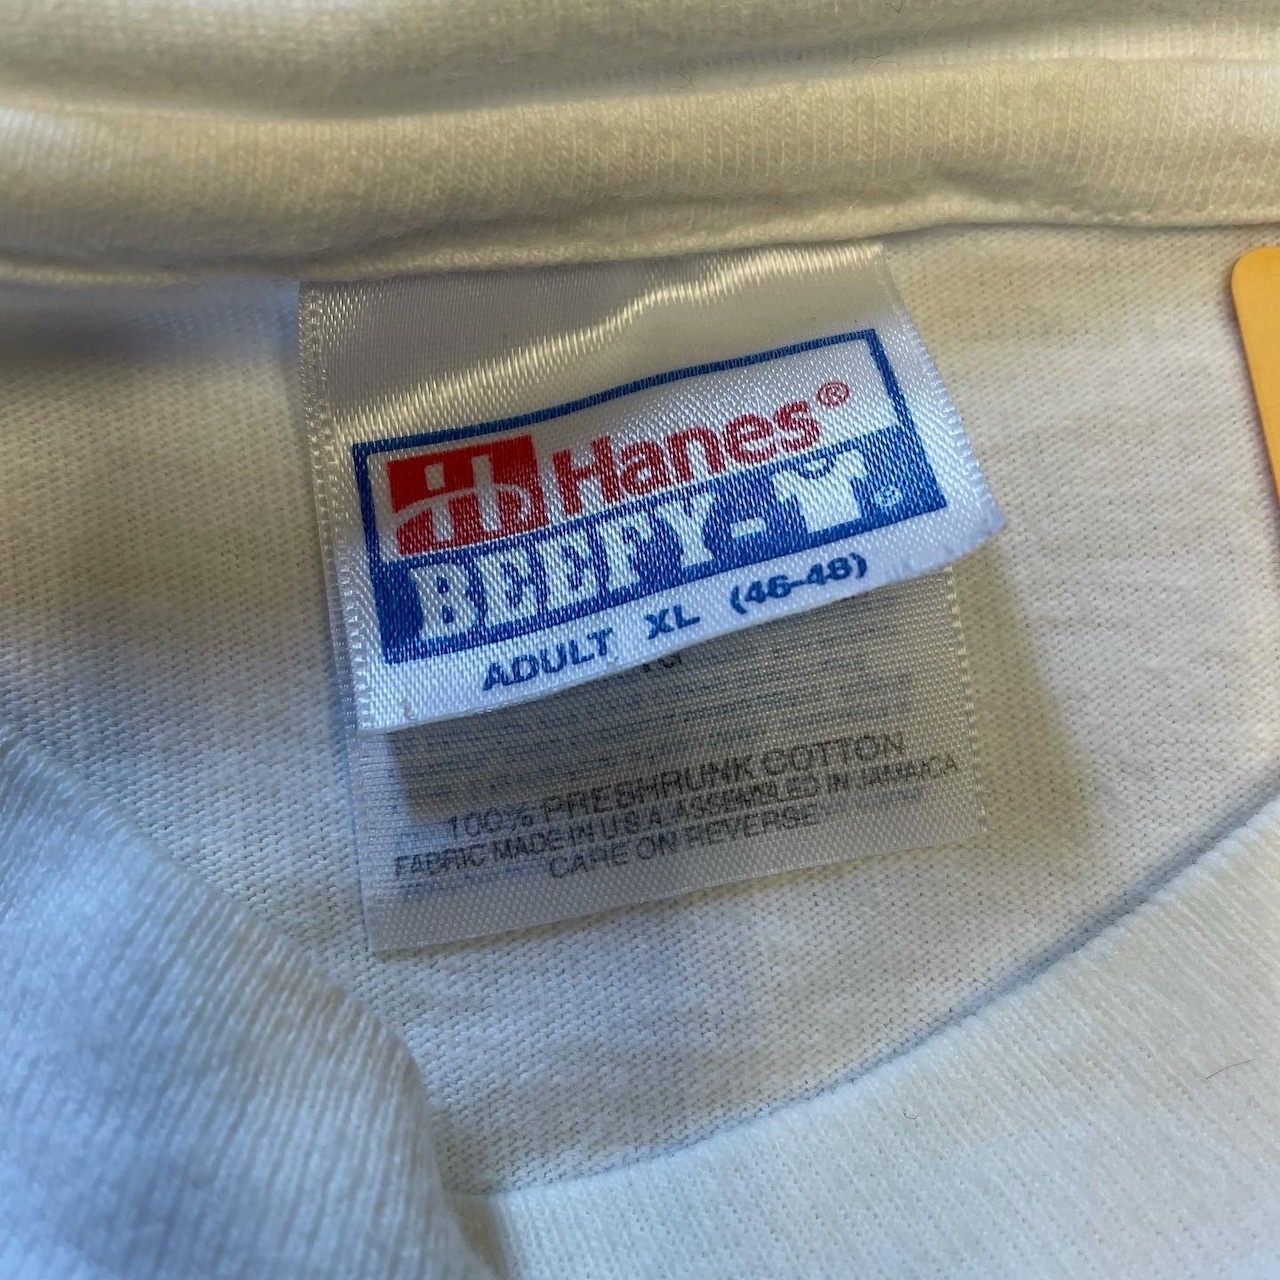 Hanes®
BEEFY-T®
ADULT XL (46-48)
100% PRESHRUNK COTTON
FABRIC MADE IN U.S.A. ASSEMBLED IN JAMAICA
CARE ON REVERSE